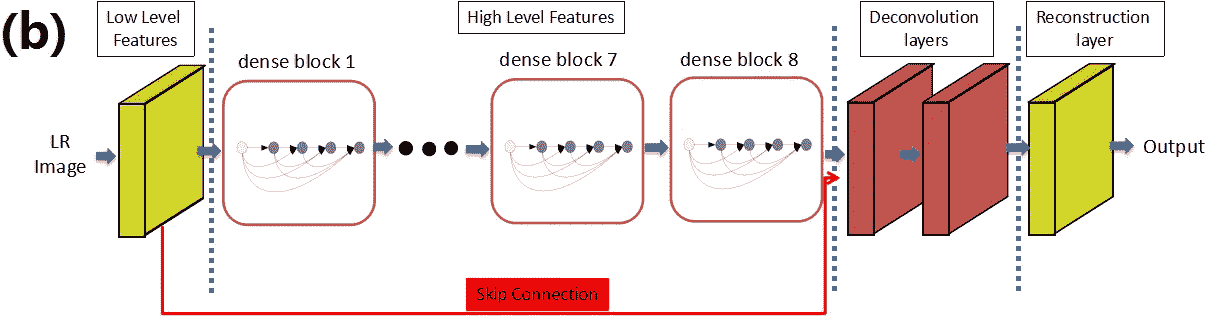 (b)
Low Level
Features
High Level Features
Deconvolution
layers
Reconstruction
layer
dense block 1
dense block 7
dense block 8
LR
Image
Output
Skip Connection